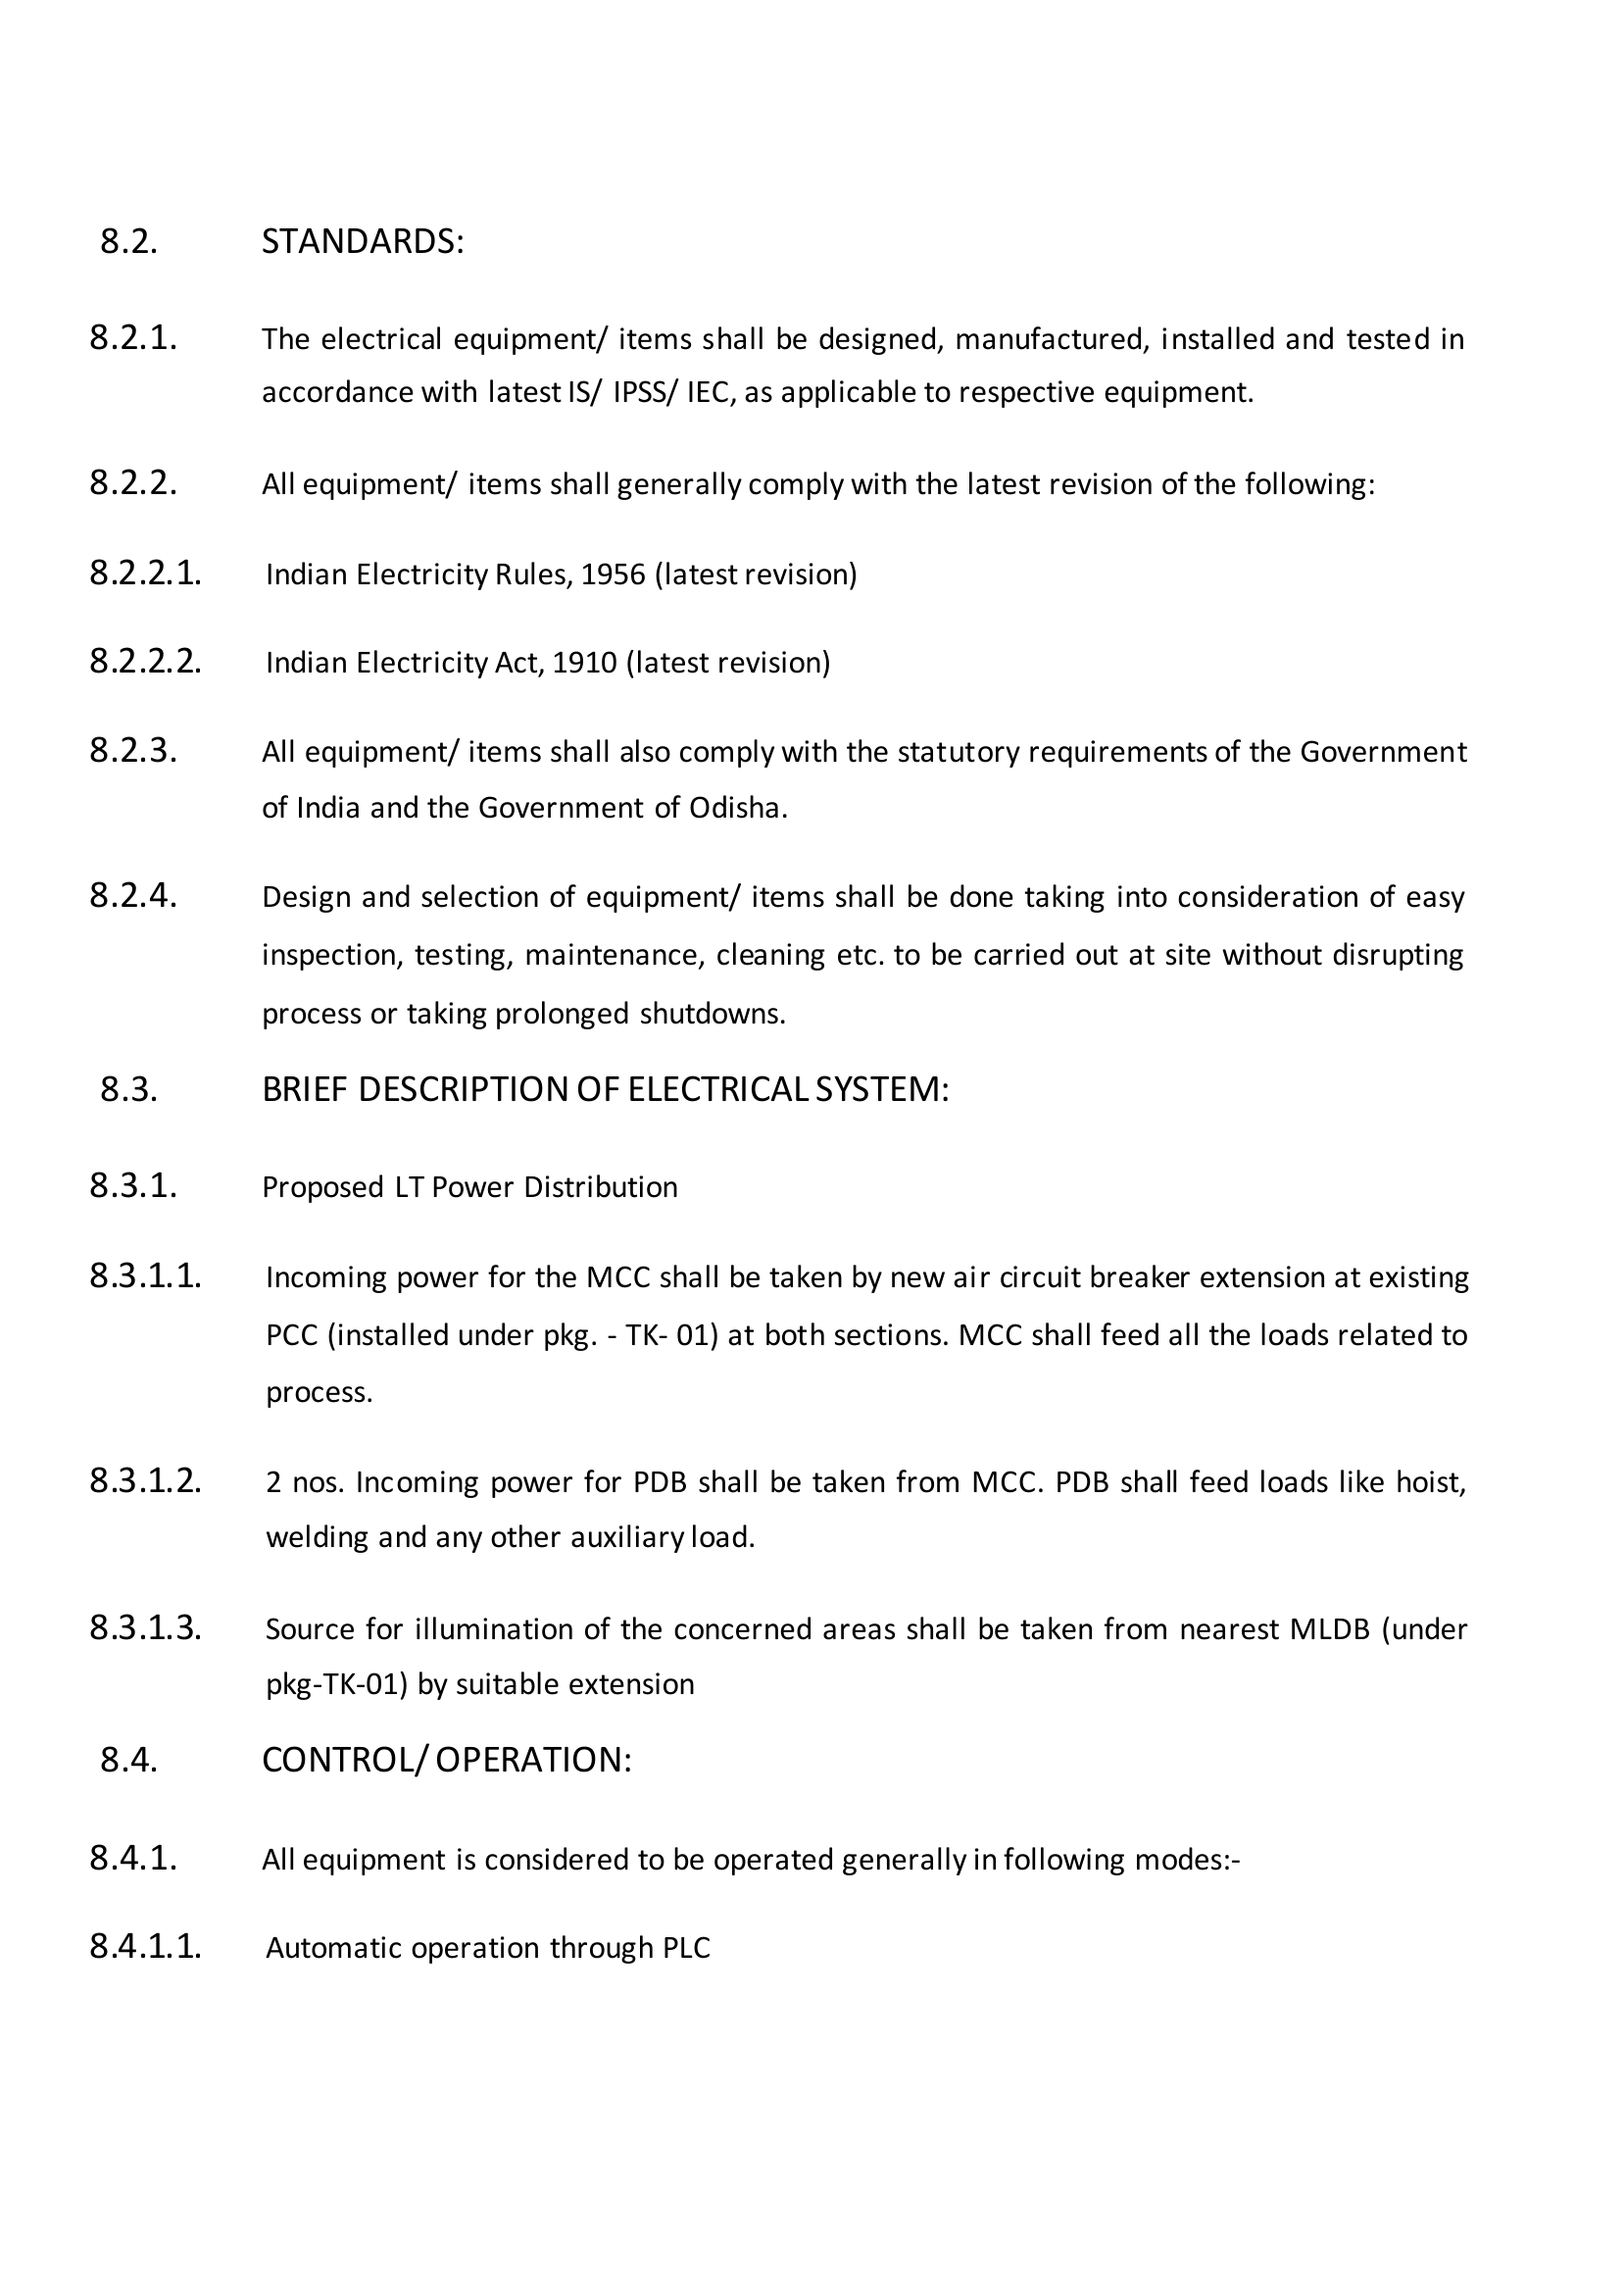 8.2. STANDARDS:
8.2.1. The electrical equipment/ items shall be designed, manufactured, installed and tested in
accordance with latest IS/ IPSS/ IEC, as applicable to respective equipment.
8.2.2. All equipment/ items shall generally comply with the latest revision of the following:
8.2.2.1. Indian Electricity Rules, 1956 (latest revision)
8.2.2.2. Indian Electricity Act, 1910 (latest revision)
8.2.3. All equipment/ items shall also comply with the statutory requirements of the Government
of India and the Government of Odisha.
8.2.4. Design and selection of equipment/ items shall be done taking into consideration of easy
inspection, testing, maintenance, cleaning etc. to be carried out at site without disrupting
process or taking prolonged shutdowns.
8.3. BRIEF DESCRIPTION OF ELECTRICAL SYSTEM:
8.3.1. Proposed LT Power Distribution
8.3.1.1. Incoming power for the MCC shall be taken by new air circuit breaker extension at existing
PCC (installed under pkg. - TK- 01) at both sections. MCC shall feed all the loads related to
process.
8.3.1.2. 2 nos. Incoming power for PDB shall be taken from MCC. PDB shall feed loads like hoist,
welding and any other auxiliary load.
8.3.1.3. Source for illumination of the concerned areas shall be taken from nearest MLDB (under
pkg-TK-01) by suitable extension
8.4. CONTROL/ OPERATION:
8.4.1. All equipment is considered to be operated generally in following modes:-
8.4.1.1. Automatic operation through PLC